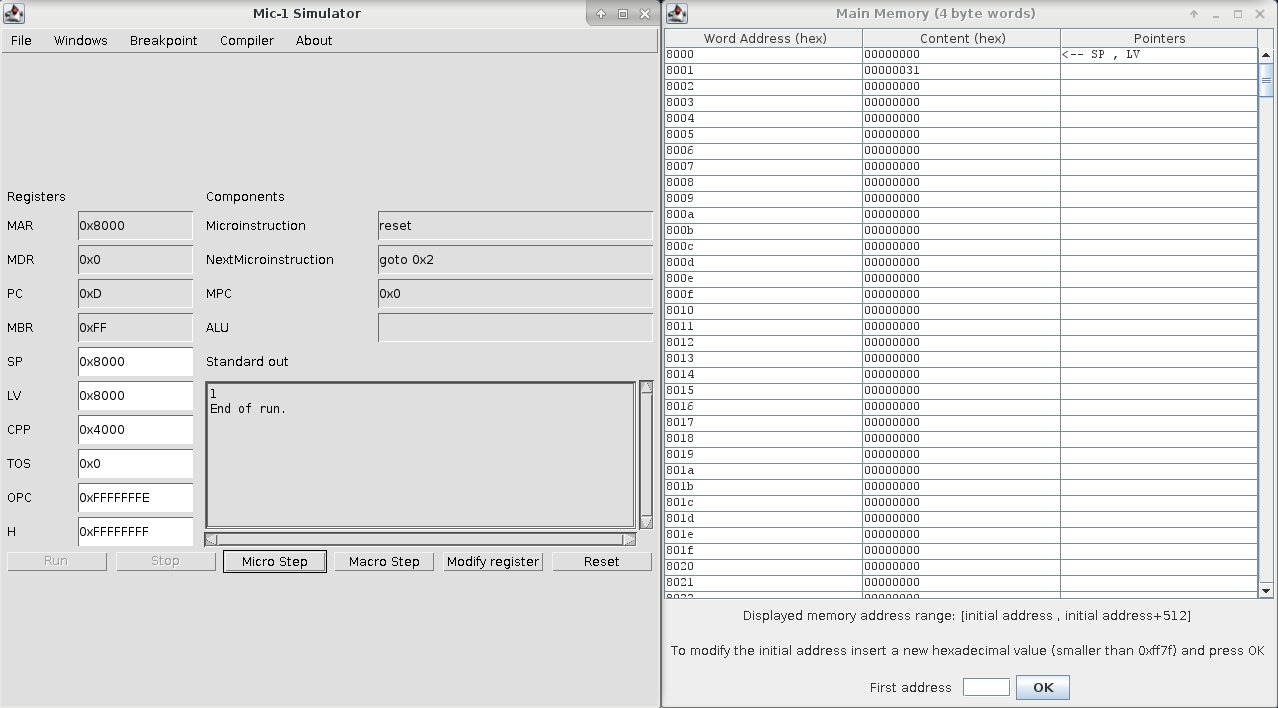 Mic-1 Simulator
File Windows Breakpoint Compiler About
Registers Components
MAR 0x8000 Microinstruction reset
MDR 0x0 NextMicroinstruction goto 0x2
PC 0xD MPC 0x0
MBR 0xFF ALU
SP 0x8000 Standard out
LV 0x8000
CPP 0x4000
TOS 0x0
OPC 0xFFFFFFFE
H 0xFFFFFFFF
1
End of run.
Run Stop Micro Step Macro Step Modify register Reset
Main Memory (4 byte words)
Word Address (hex) Content (hex) Pointers
8000 00000000 <-- SP , LV
8001 00000031
8002 00000000
8003 00000000
8004 00000000
8005 00000000
8006 00000000
8007 00000000
8008 00000000
8009 00000000
800a 00000000
800b 00000000
800c 00000000
800d 00000000
800e 00000000
800f 00000000
8010 00000000
8011 00000000
8012 00000000
8013 00000000
8014 00000000
8015 00000000
8016 00000000
8017 00000000
8018 00000000
8019 00000000
801a 00000000
801b 00000000
801c 00000000
801d 00000000
801e 00000000
801f 00000000
8020 00000000
8021 00000000
8022 00000000
Displayed memory address range: [initial address , initial address+512]
To modify the initial address insert a new hexadecimal value (smaller than 0xff7f) and press OK
First address OK